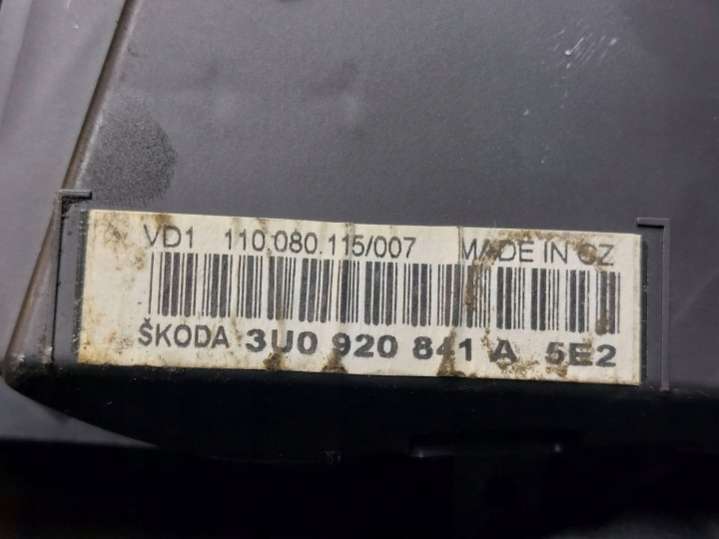 VD1 110.080.115/007 MADE IN CZ
ŠKODA 3U0 920 841 A 5E2